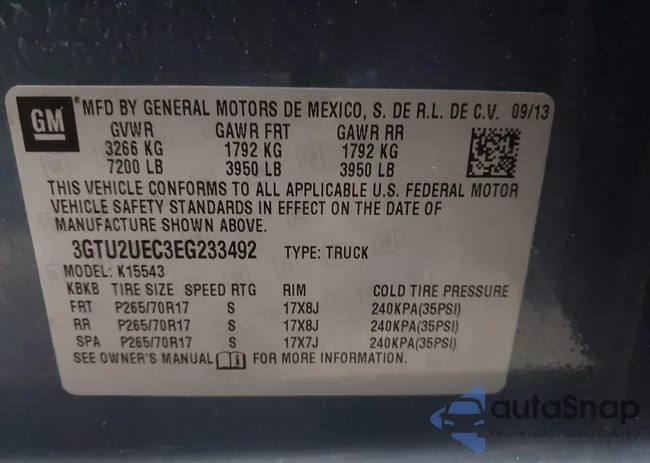 GM
*MFD BY GENERAL MOTORS DE MEXICO, S. DE R.L. DE C.V. 09/13
GVWR GAWR FRT GAWR RR
3266 KG 1792 KG 1792 KG
7200 LB 3950 LB 3950 LB
THIS VEHICLE CONFORMS TO ALL APPLICABLE U.S. FEDERAL MOTOR
VEHICLE SAFETY STANDARDS IN EFFECT ON THE DATE OF
MANUFACTURE SHOWN ABOVE.
3GTU2UEC3EG233492 TYPE: TRUCK
MODEL: K15543
KBKB TIRE SIZE SPEED RTG RIM COLD TIRE PRESSURE
FRT P265/70R17 S 17X8J 240KPA(35PSI)
RR P265/70R17 S 17X8J 240KPA(35PSI)
SPA P265/70R17 S 17X7J 240KPA(35PSI)
SEE OWNER'S MANUAL FOR MORE INFORMATION.
autoSnap